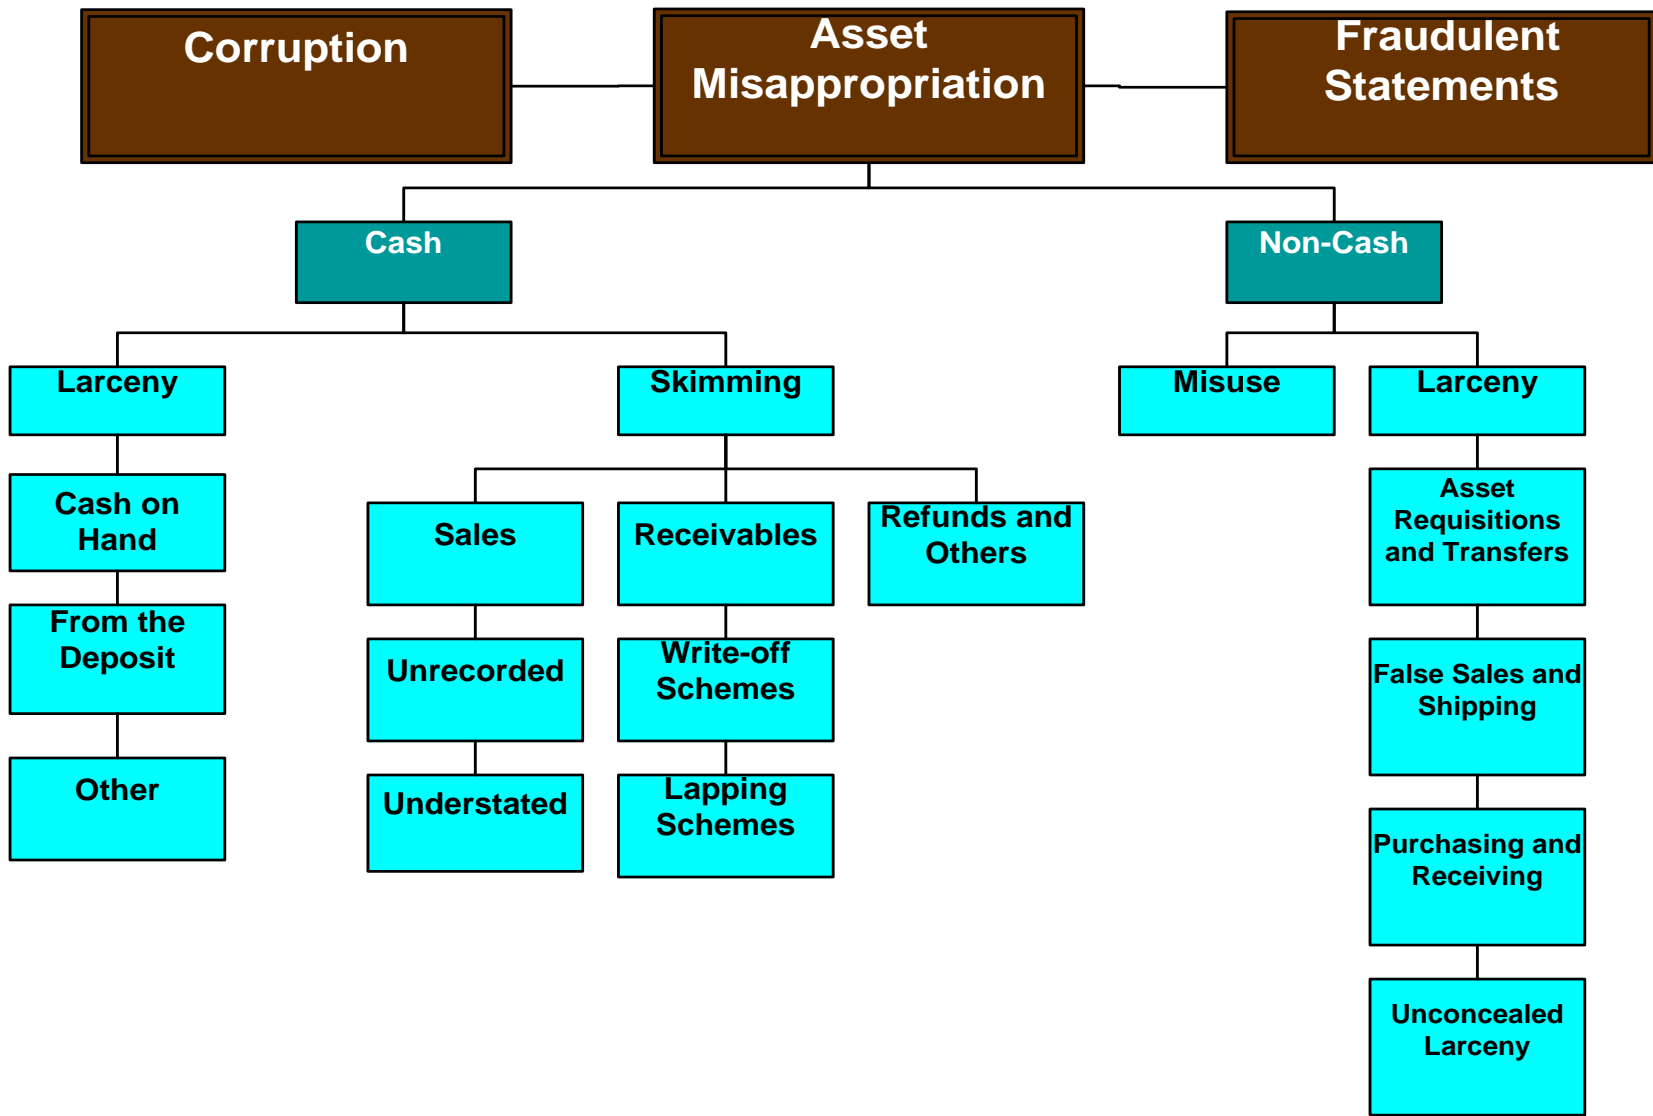 Corruption
Asset
Misappropriation
Fraudulent
Statements
Cash
Non-Cash
Larceny
Skimming
Misuse
Larceny
Cash on
Hand
Sales
Receivables
Refunds and
Others
Asset
Requisitions
and Transfers
From the
Deposit
Unrecorded
Write-off
Schemes
False Sales and
Shipping
Other
Understated
Lapping
Schemes
Purchasing and
Receiving
Unconcealed
Larceny